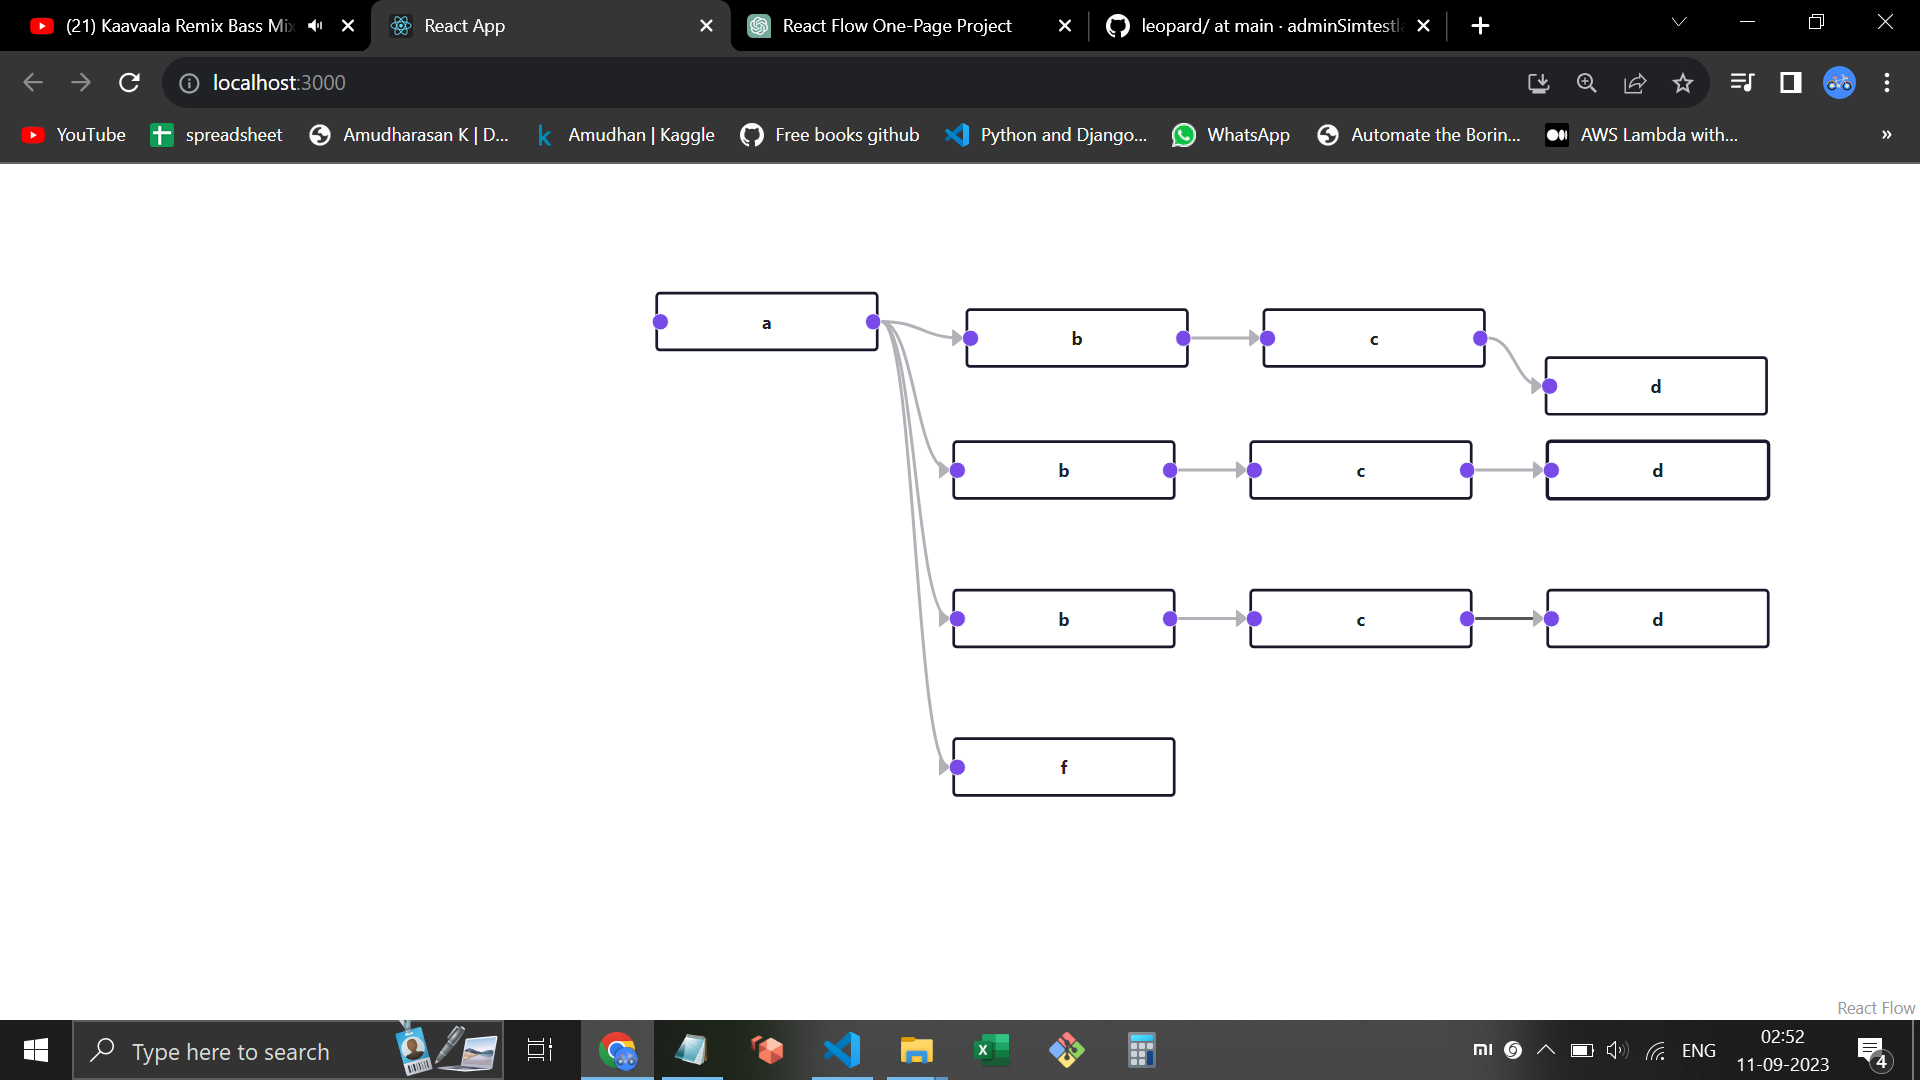 (21) Kaavaala Remix Bass Mix
React App
React Flow One-Page Project
leopard/ at main · adminSimtestla
localhost:3000
YouTube
spreadsheet
Amudharasan K | D...
Amudhan | Kaggle
Free books github
Python and Django...
WhatsApp
Automate the Borin...
AWS Lambda with...
»
a
b
c
d
b
c
d
b
c
d
f
React Flow
Type here to search
ENG
02:52
11-09-2023
4